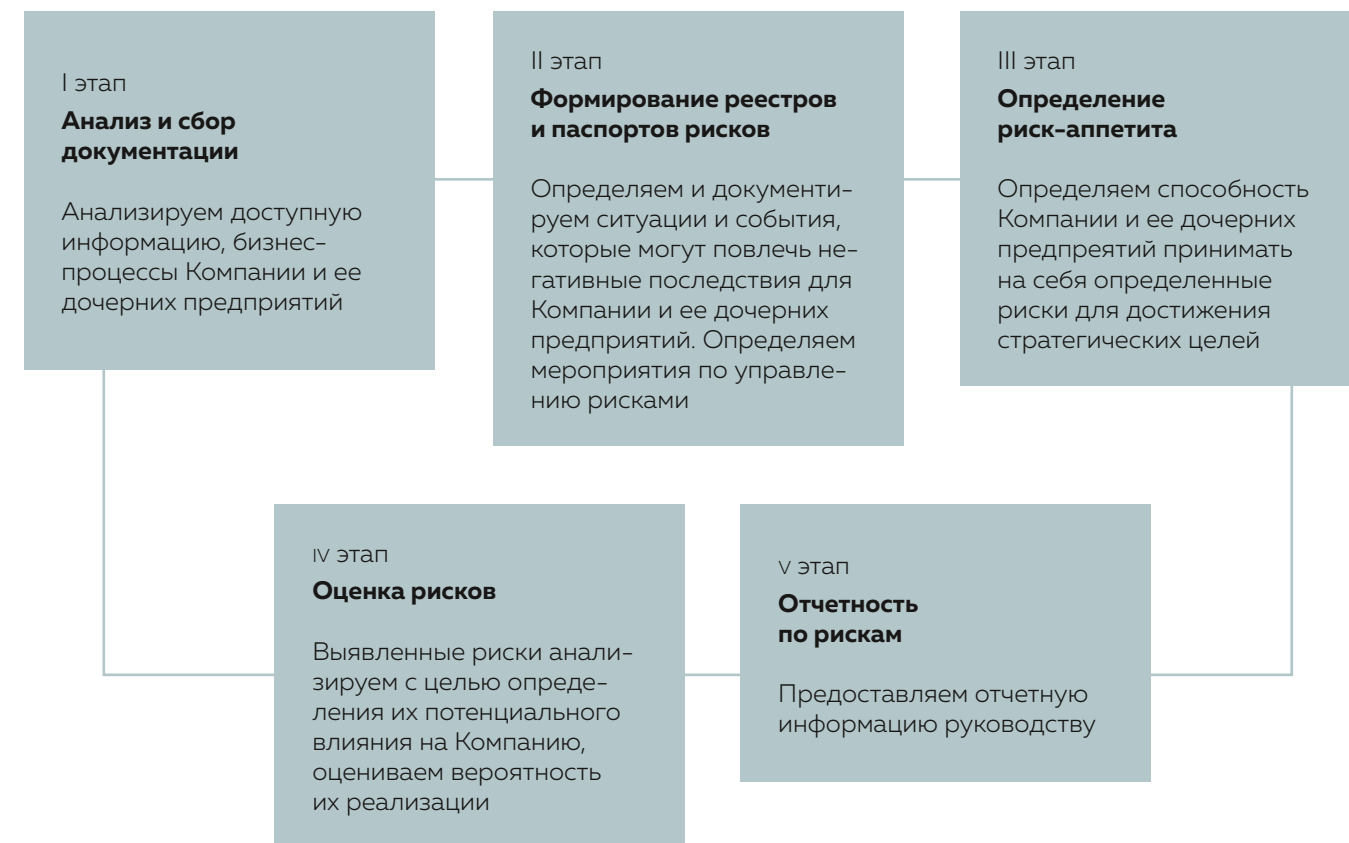 I этап
Анализ и сбор
документации
Анализируем доступную
информацию, бизнес-
процессы Компании и ее
дочерних предприятий
II этап
Формирование реестров
и паспортов рисков
Определяем и документи-
руем ситуации и события,
которые могут повлечь не-
гативные последствия для
Компании и ее дочерних
предприятий. Определяем
мероприятия по управле-
нию рисками
III этап
Определение
риск-аппетита
Определяем способность
Компании и ее дочерних
предпреятий принимать
на себя определенные
риски для достижения
стратегических целей
IV этап
Оценка рисков
Выявленные риски анали-
зируем с целью опреде-
ления их потенциального
влияния на Компанию,
оцениваем вероятность
их реализации
V этап
Отчетность
по рискам
Предоставляем отчетную
информацию руководству